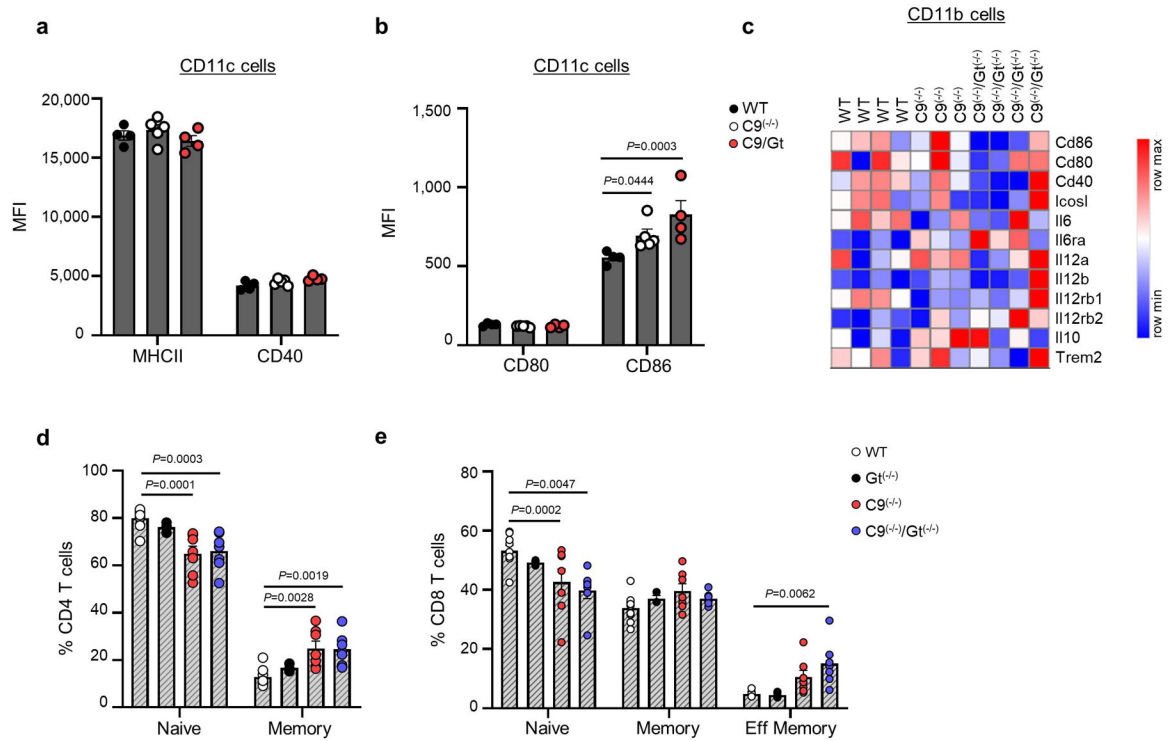 a
CD11c cells
20,000
15,000
10,000
5,000
0
MFI
MHCII
CD40
b
CD11c cells
1,500
1,000
500
0
MFI
P=0.0003
P=0.0444
CD80
CD86
WT
C9(-/-)
C9/Gt
c
CD11b cells
WT
WT
WT
WT
C9(-/-)
C9(-/-)
C9(-/-)
C9(-/-)/Gt(-/-)
C9(-/-)/Gt(-/-)
C9(-/-)/Gt(-/-)
C9(-/-)/Gt(-/-)
Cd86
Cd80
Cd40
Icosl
Il6
Il6ra
Il12a
Il12b
Il12rb1
Il12rb2
Il10
Trem2
row max
row min
d
100
80
60
40
20
0
% CD4 T cells
P=0.0003
P=0.0001
P=0.0019
P=0.0028
Naive
Memory
e
80
60
40
20
0
% CD8 T cells
P=0.0047
P=0.0002
P=0.0062
Naive
Memory
Eff Memory
WT
Gt(-/-)
C9(-/-)
C9(-/-)/Gt(-/-)